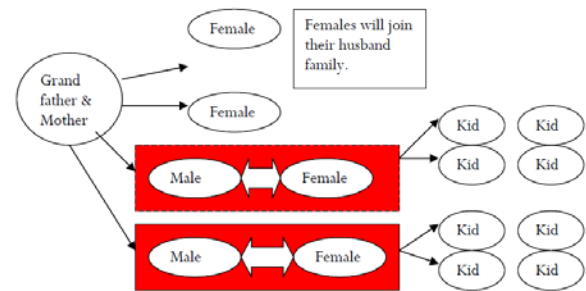 Female
Females will join
their husband
family.
Grand
father &
Mother
Female
Kid Kid
Kid Kid
Male Female
Kid Kid
Male Female
Kid Kid